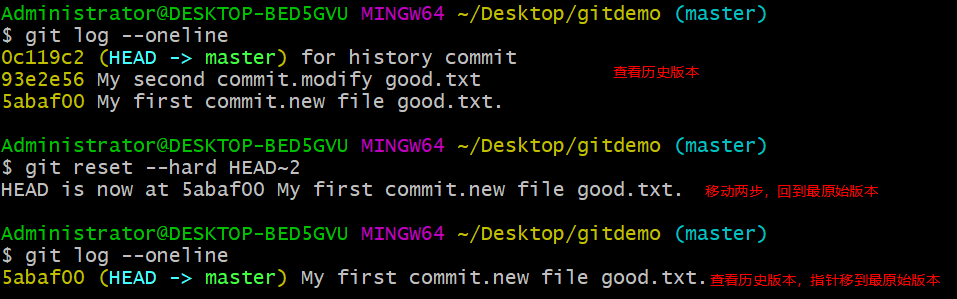 Administrator@DESKTOP-BED5GVU MINGW64 ~/Desktop/gitdemo (master)
$ git log --oneline
0c119c2 (HEAD -> master) for history commit
查看历史版本
93e2e56 My second commit.modify good.txt
5abaf00 My first commit.new file good.txt.
Administrator@DESKTOP-BED5GVU MINGW64 ~/Desktop/gitdemo (master)
$ git reset --hard HEAD~2
HEAD is now at 5abaf00 My first commit.new file good.txt. 移动两步，回到最原始版本
Administrator@DESKTOP-BED5GVU MINGW64 ~/Desktop/gitdemo (master)
$ git log --oneline
5abaf00 (HEAD -> master) My first commit.new file good.txt. 查看历史版本，指针移到最原始版本